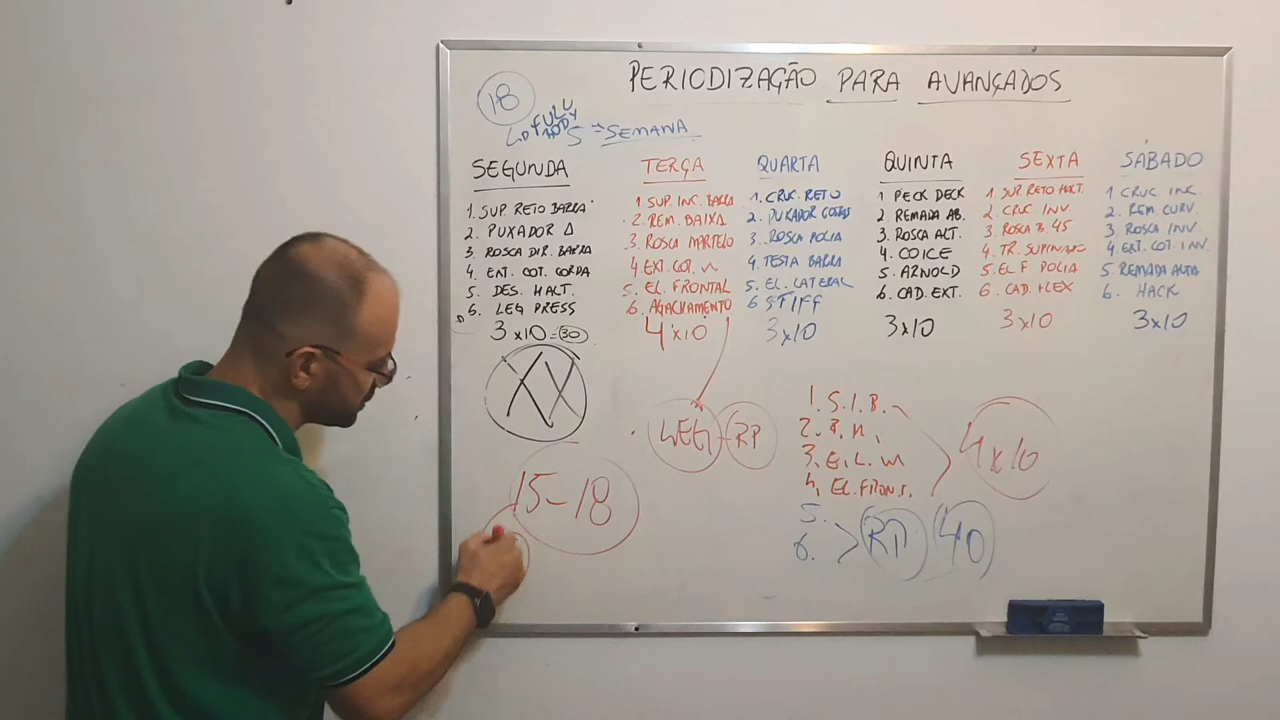 PERIODIZAÇÃO PARA AVANÇADOS
18
FULL BODY 5ª SEMANA
SEGUNDA
1. SUP RETO BARRA
2. PUXADOR Δ
3. ROSCA DIR. BARRA
4. EXT. COT. CORDA
5. DES. HALT.
6. LEG PRESS
3x10=30
TERÇA
1 SUP. INC. BARRA
2. REM. BAIXA
3. ROSCA MARTELO
4. EXT. COT. W
5. EL. FRONTAL
6. AGACHAMENTO
4x10
QUARTA
1. CRUC. RETO
2. PUXADOR COSTAS
3. ROSCA POLIA
4. TESTA BARRA
5. EL. LATERAL
6 STIFF
3x10
QUINTA
1 PECK DECK
2. REMADA AB.
3. ROSCA ALT.
4. COICE
5. ARNOLD
6. CAD. EXT.
3x10
SEXTA
1. SUP. RETO HALT.
2. CRUC INV.
3. ROSCA B. 45
4. TR. SUPINADO
5. EL F POLIA
6. CAD. FLEX
3x10
SÁBADO
1 CRUC INC.
2. REM. CURV.
3. ROSCA INV.
4. EXT. COT. INV.
5. REMADA ALTA
6. HACK
3x10
XX
15-18
LEG - RP
1. S.I.B.
2. R.M.
3. E.C.W
4. EL.FRONT.
4x10
5.
6.
RP 40